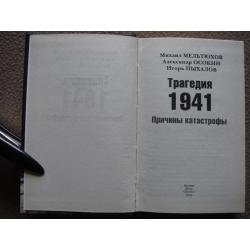 Михаил МЕЛЬТЮХОВ
Александр ОСОКИН
Игорь ПЫХАЛОВ
Трагедия
1941
Причины катастрофы